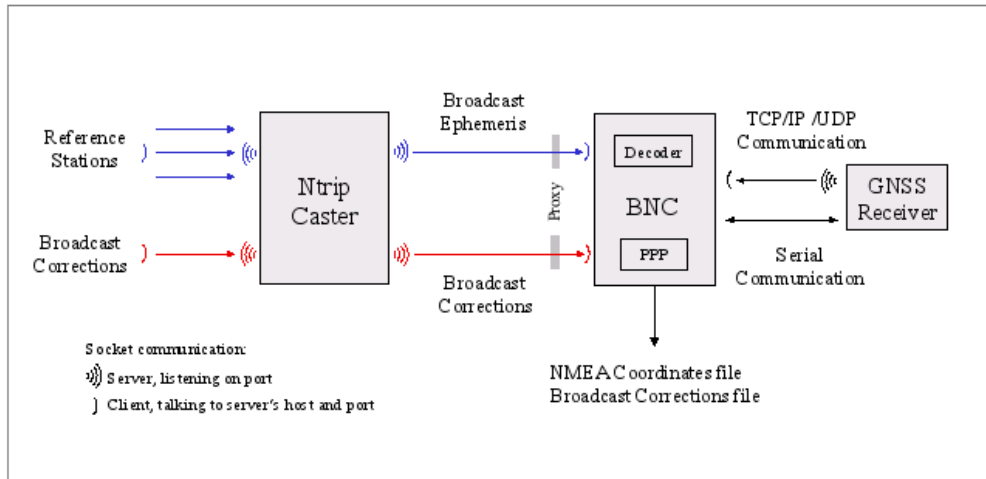 Reference
Stations
Broadcast
Corrections
Ntrip
Caster
Broadcast
Ephemeris
Proxy
Broadcast
Corrections
Decoder
BNC
PPP
TCP/IP /UDP
Communication
GNSS
Receiver
Serial
Communication
NMEA Coordinates file
Broadcast Corrections file
Socket communication:
Server, listening on port
Client, talking to server's host and port